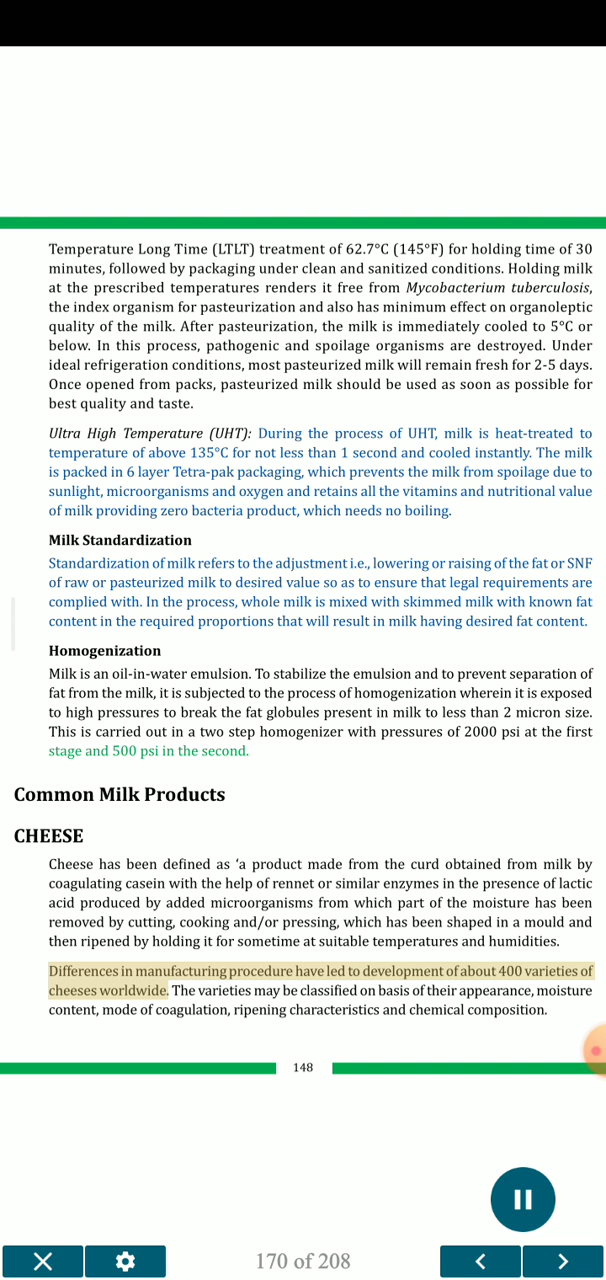 Temperature Long Time (LTLT) treatment of 62.7°C (145°F) for holding time of 30
minutes, followed by packaging under clean and sanitized conditions. Holding milk
at the prescribed temperatures renders it free from Mycobacterium tuberculosis,
the index organism for pasteurization and also has minimum effect on organoleptic
quality of the milk. After pasteurization, the milk is immediately cooled to 5°C or
below. In this process, pathogenic and spoilage organisms are destroyed. Under
ideal refrigeration conditions, most pasteurized milk will remain fresh for 2-5 days.
Once opened from packs, pasteurized milk should be used as soon as possible for
best quality and taste.
Ultra High Temperature (UHT): During the process of UHT, milk is heat-treated to
temperature of above 135°C for not less than 1 second and cooled instantly. The milk
is packed in 6 layer Tetra-pak packaging, which prevents the milk from spoilage due to
sunlight, microorganisms and oxygen and retains all the vitamins and nutritional value
of milk providing zero bacteria product, which needs no boiling.
Milk Standardization
Standardization of milk refers to the adjustment i.e., lowering or raising of the fat or SNF
of raw or pasteurized milk to desired value so as to ensure that legal requirements are
complied with. In the process, whole milk is mixed with skimmed milk with known fat
content in the required proportions that will result in milk having desired fat content.
Homogenization
Milk is an oil-in-water emulsion. To stabilize the emulsion and to prevent separation of
fat from the milk, it is subjected to the process of homogenization wherein it is exposed
to high pressures to break the fat globules present in milk to less than 2 micron size.
This is carried out in a two step homogenizer with pressures of 2000 psi at the first
stage and 500 psi in the second.
Common Milk Products
CHEESE
Cheese has been defined as ‘a product made from the curd obtained from milk by
coagulating casein with the help of rennet or similar enzymes in the presence of lactic
acid produced by added microorganisms from which part of the moisture has been
removed by cutting, cooking and/or pressing, which has been shaped in a mould and
then ripened by holding it for sometime at suitable temperatures and humidities.
Differences in manufacturing procedure have led to development of about 400 varieties of
cheeses worldwide. The varieties may be classified on basis of their appearance, moisture
content, mode of coagulation, ripening characteristics and chemical composition.
148
170 of 208